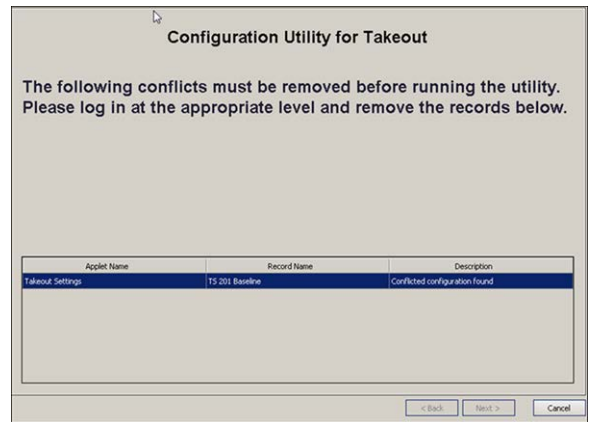 Configuration Utility for Takeout
The following conflicts must be removed before running the utility.
Please log in at the appropriate level and remove the records below.
Applet Name Record Name Description
Takeout Settings TS 201 Baseline Conflicted configuration found
< Back Next > Cancel